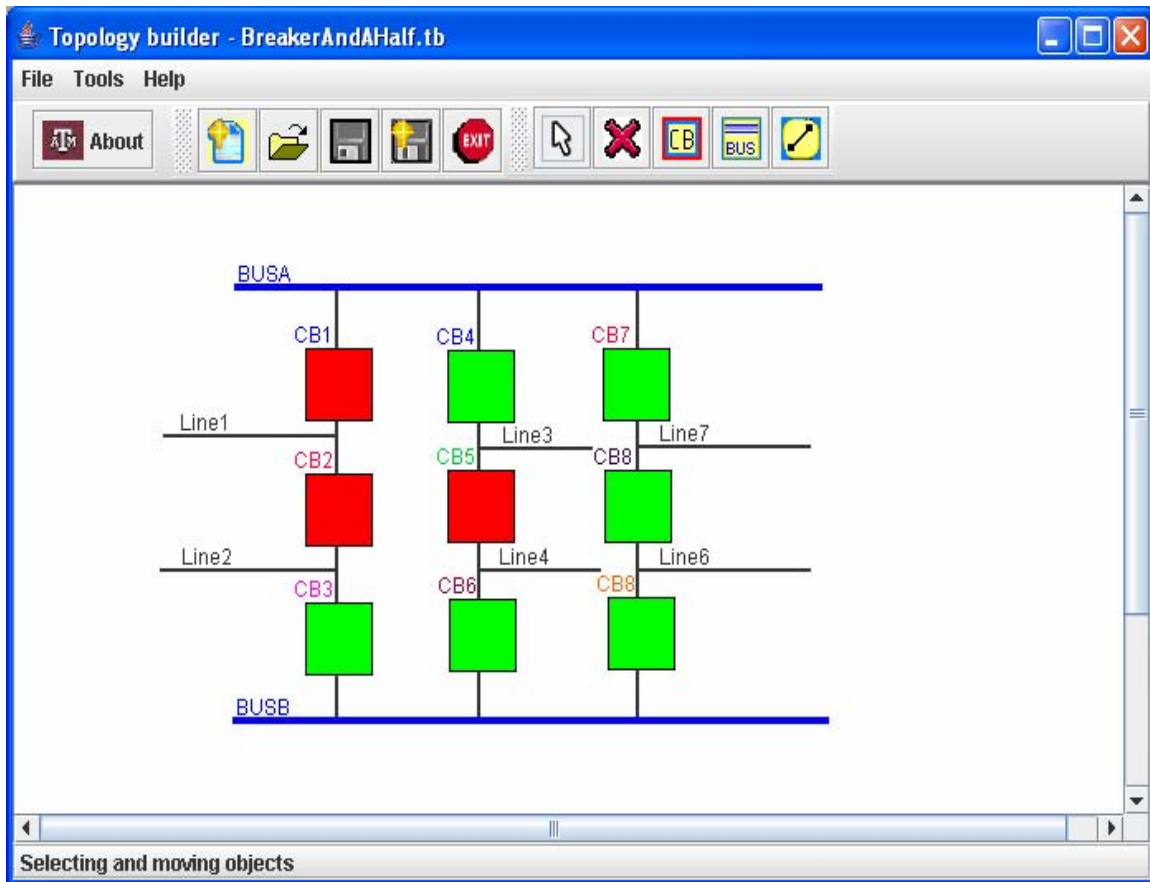 Topology builder - BreakerAndAHalf.tb
File Tools Help
ATM About
EXIT
CB
BUS
BUSA
CB1
CB4
CB7
Line1
Line3
Line7
CB2
CB5
CB8
Line2
Line4
Line6
CB3
CB6
CB8
BUSB
Selecting and moving objects